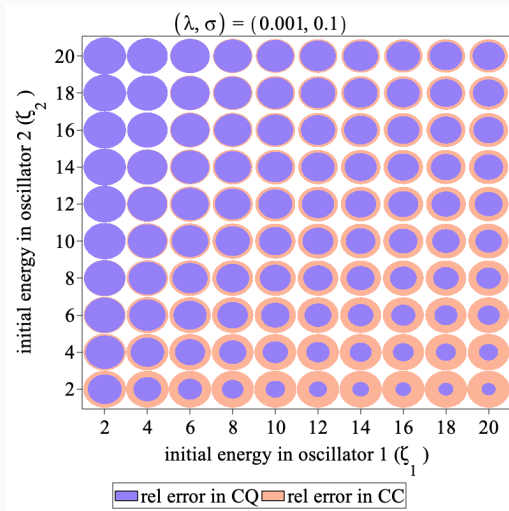 (λ, σ) = (0.001, 0.1)
initial energy in oscillator 2 (ζ₂)
20
18
16
14
12
10
8
6
4
2
2 4 6 8 10 12 14 16 18 20
initial energy in oscillator 1 (ζ₁)
rel error in CQ rel error in CC